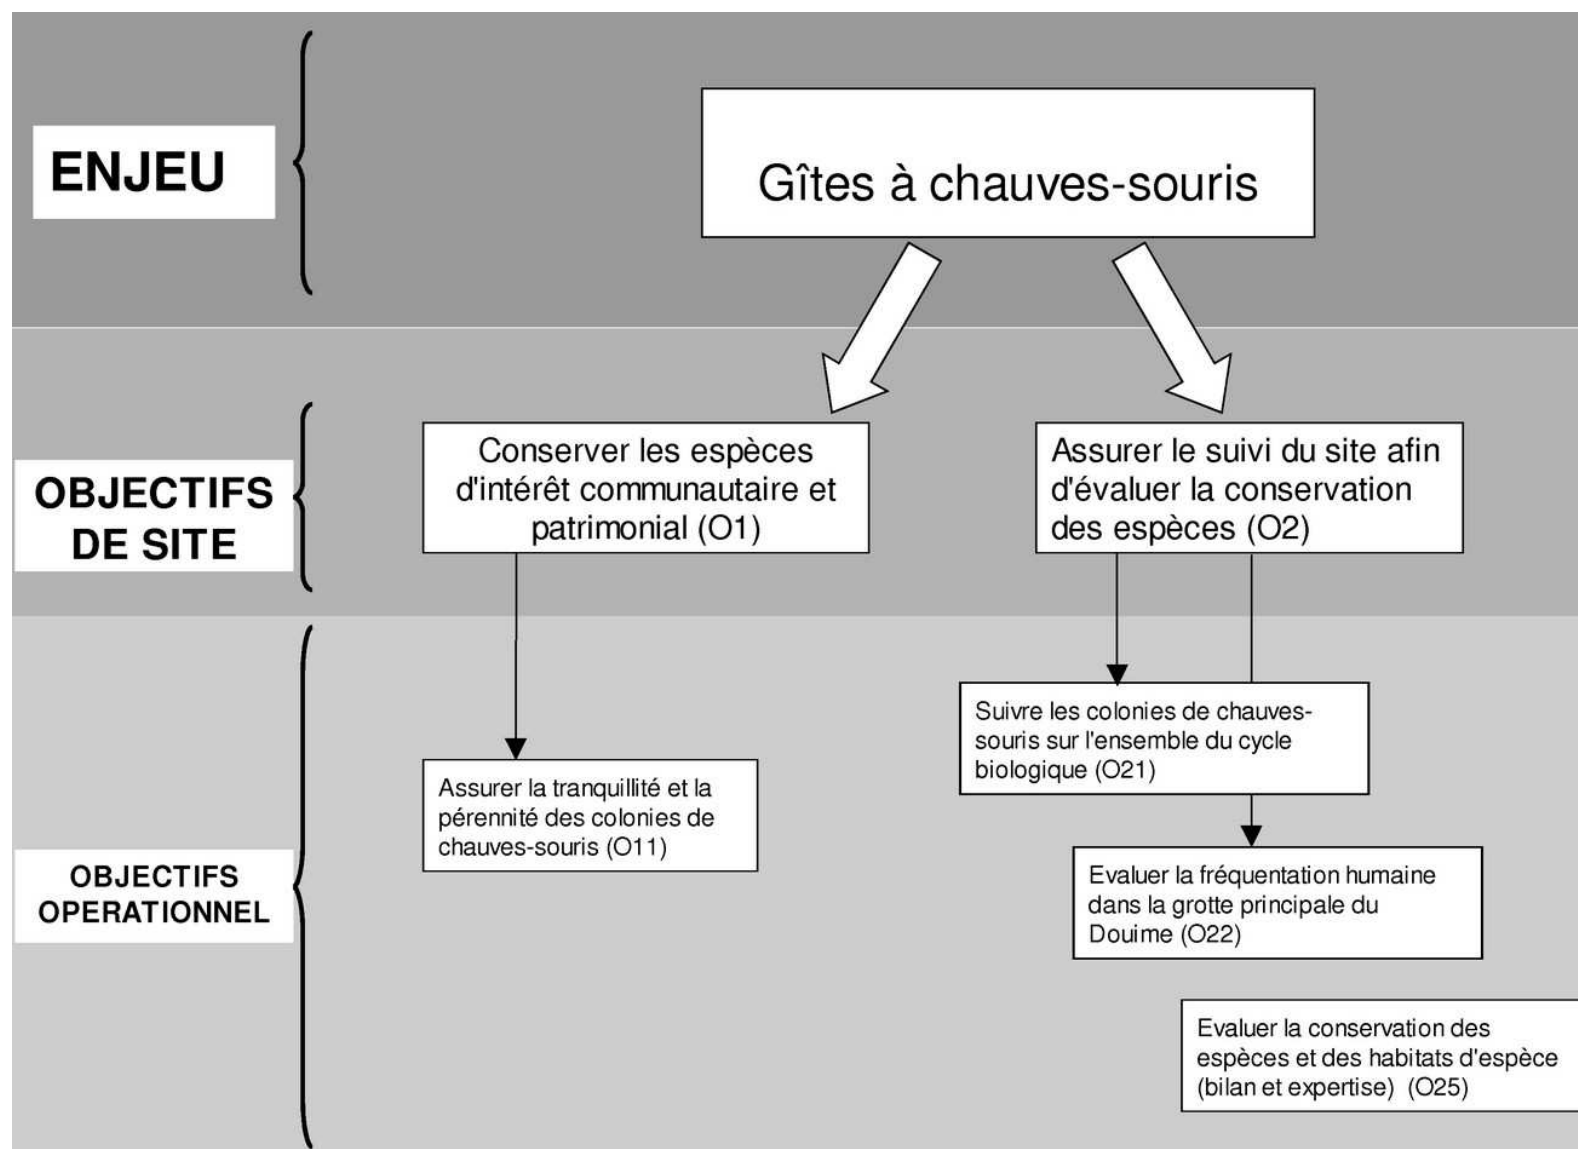 ENJEU
Gîtes à chauves-souris
OBJECTIFS
DE SITE
Conserver les espèces
d'intérêt communautaire et
patrimonial (O1)
Assurer le suivi du site afin
d'évaluer la conservation
des espèces (O2)
OBJECTIFS
OPERATIONNEL
Assurer la tranquillité et la
pérennité des colonies de
chauves-souris (O11)
Suivre les colonies de chauves-
souris sur l'ensemble du cycle
biologique (O21)
Evaluer la fréquentation humaine
dans la grotte principale du
Douime (O22)
Evaluer la conservation des
espèces et des habitats d'espèce
(bilan et expertise) (O25)